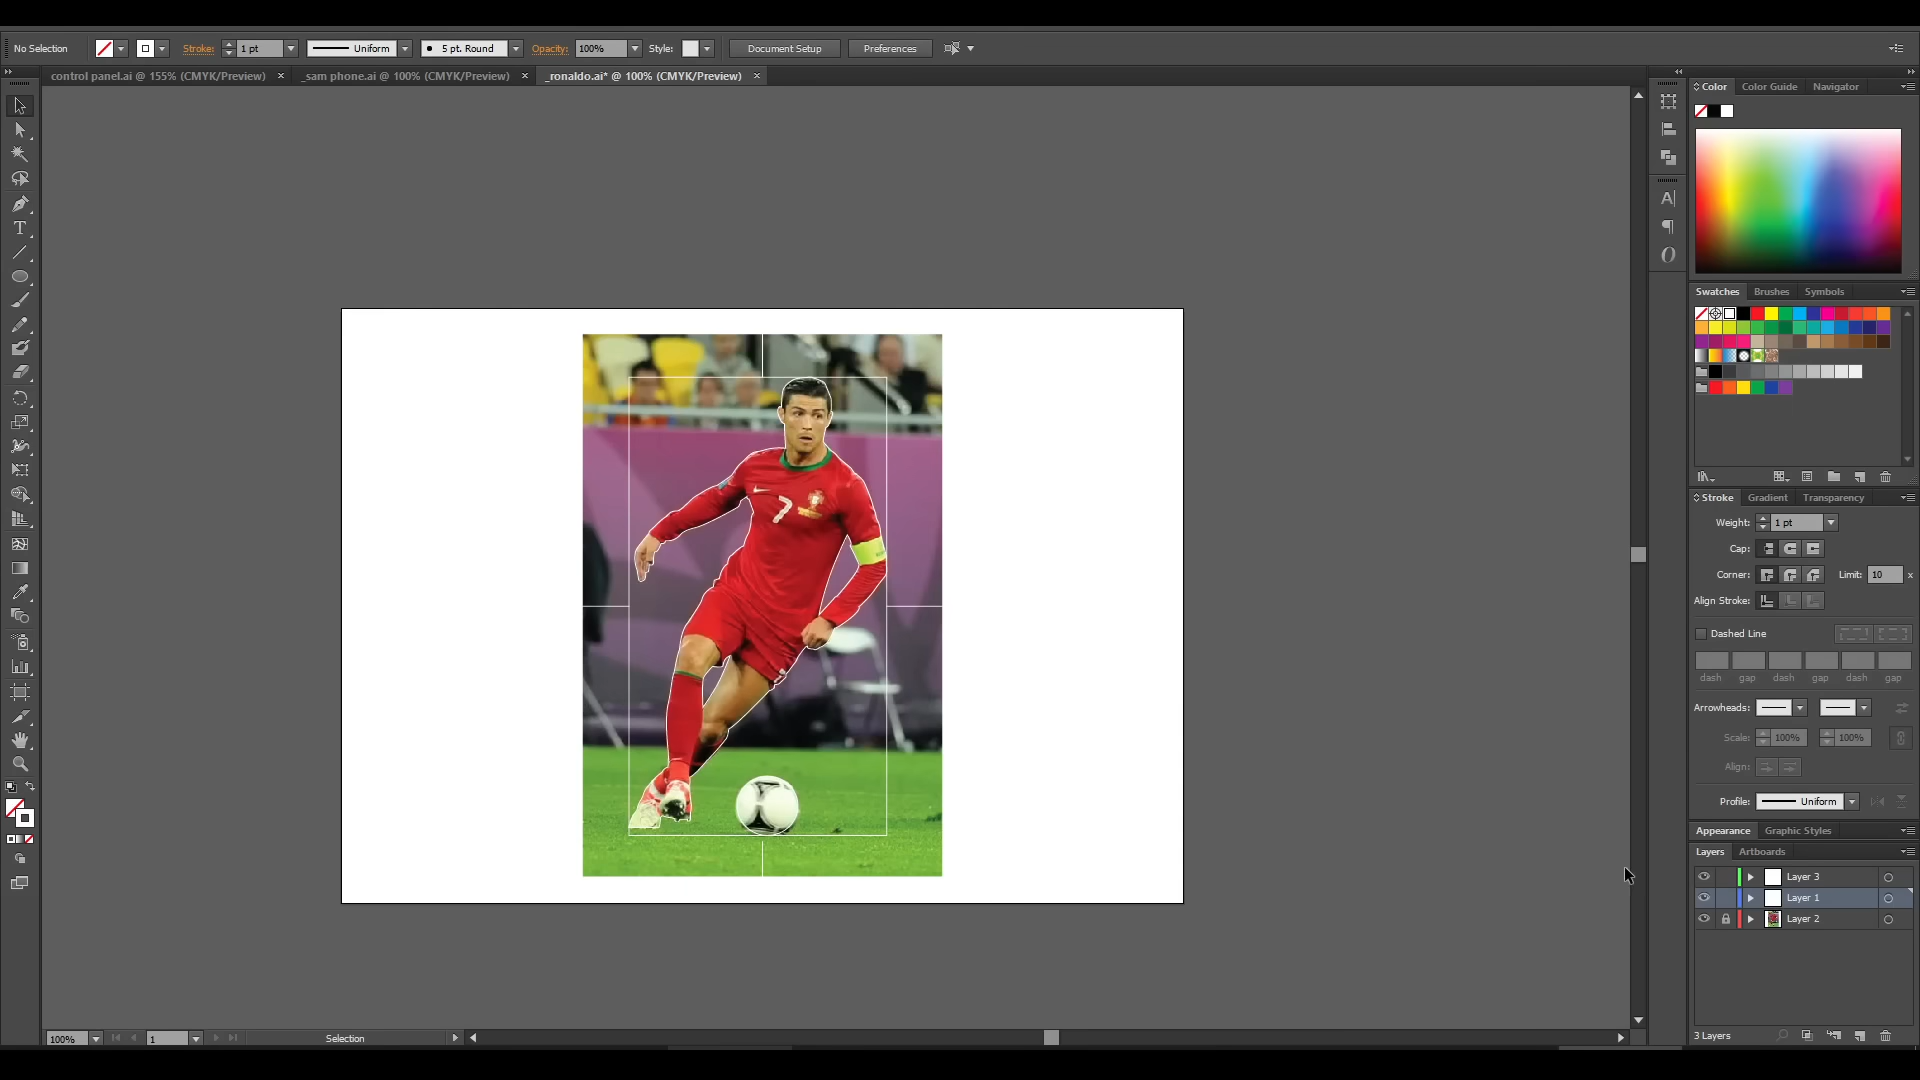 No Selection Stroke: 1 pt Uniform 5 pt. Round Opacity: 100% Style: Document Setup Preferences
control panel.ai @ 155% (CMYK/Preview) × _sam phone.ai @ 100% (CMYK/Preview) × _ronaldo.ai* @ 100% (CMYK/Preview) ×
Color Color Guide Navigator
Swatches Brushes Symbols
Stroke Gradient Transparency
Weight: 1 pt
Cap:
Corner: Limit: 10 x
Align Stroke:
Dashed Line
dash gap dash gap dash gap
Arrowheads:
Scale: 100% 100%
Align:
Profile: Uniform
Appearance Graphic Styles
Layers Artboards
Layer 3
Layer 1
Layer 2
3 Layers
7
100% 1 Selection